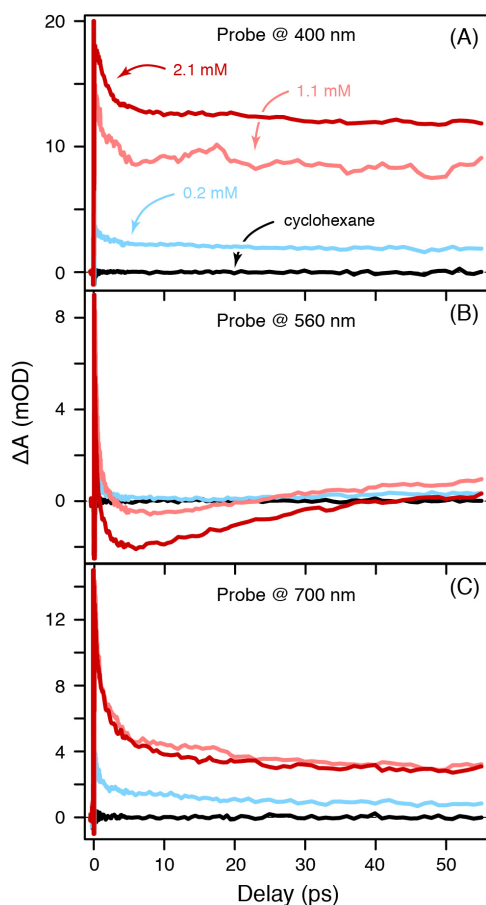 20
Probe @ 400 nm
(A)
2.1 mM
1.1 mM
10
0.2 mM
cyclohexane
0
8
Probe @ 560 nm
(B)
4
ΔA (mOD)
0
Probe @ 700 nm
(C)
12
8
4
0
0 10 20 30 40 50
Delay (ps)